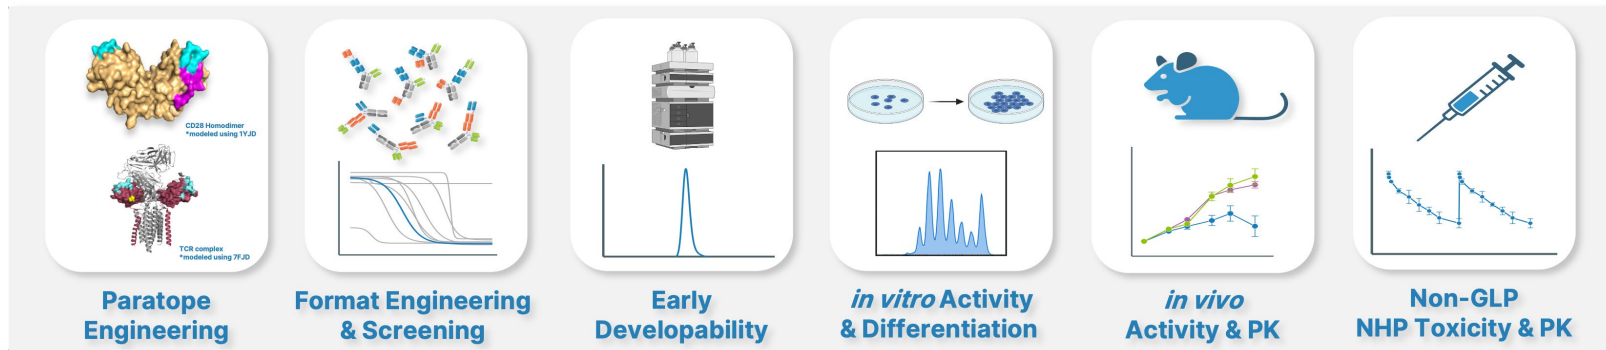 CD28 Homodimer
*modeled using 1YJD
TCR complex
*modeled using 7FJD
Paratope
Engineering
Format Engineering
& Screening
Early
Developability
in vitro Activity
& Differentiation
in vivo
Activity & PK
Non-GLP
NHP Toxicity & PK